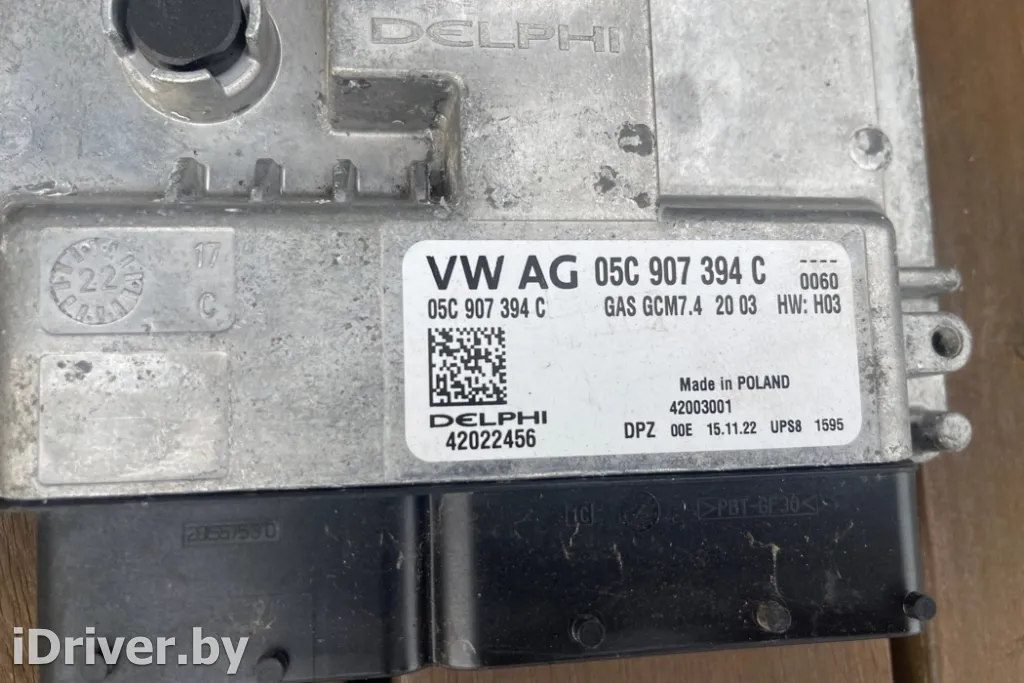 DELPHI
22
17
C
VW AG 05C 907 394 C ----
0060
05C 907 394 C GAS GCM7.4 20 03 HW: H03
Made in POLAND
DELPHI 42003001
42022456 DPZ 00E 15.11.22 UPS8 1595
>PBT-GF30<
iDriver.by